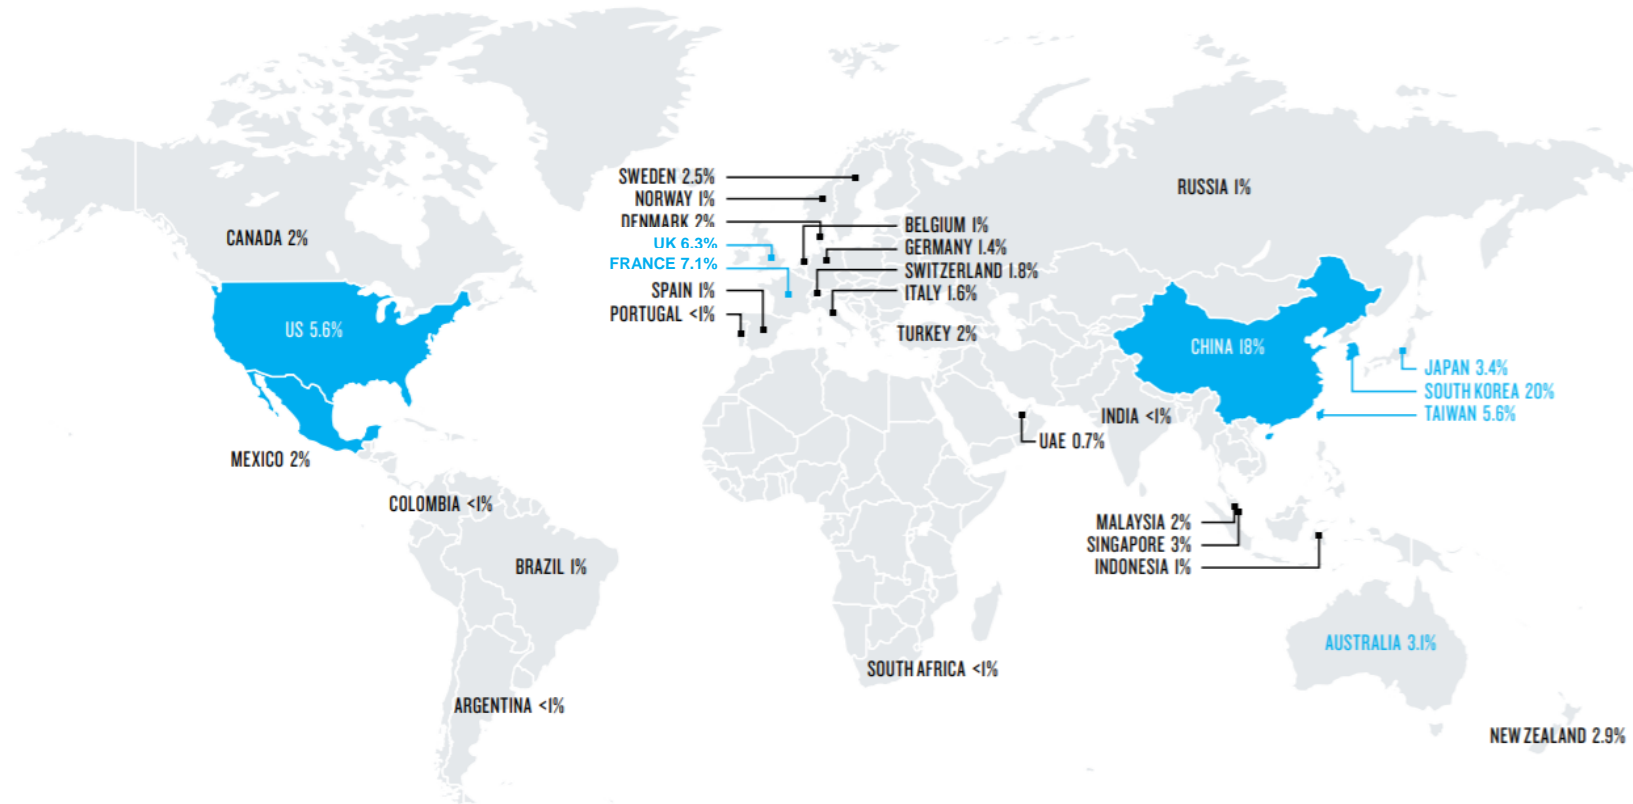 SWEDEN 2.5%
NORWAY 1%
DENMARK 2%
UK 6.3%
FRANCE 7.1%
SPAIN 1%
PORTUGAL <1%
BELGIUM 1%
GERMANY 1.4%
SWITZERLAND 1.8%
ITALY 1.6%
TURKEY 2%
RUSSIA 1%
CANADA 2%
US 5.6%
MEXICO 2%
COLOMBIA <1%
BRAZIL 1%
ARGENTINA <1%
CHINA 18%
JAPAN 3.4%
SOUTH KOREA 20%
TAIWAN 5.6%
INDIA <1%
UAE 0.7%
MALAYSIA 2%
SINGAPORE 3%
INDONESIA 1%
SOUTH AFRICA <1%
AUSTRALIA 3.1%
NEW ZEALAND 2.9%